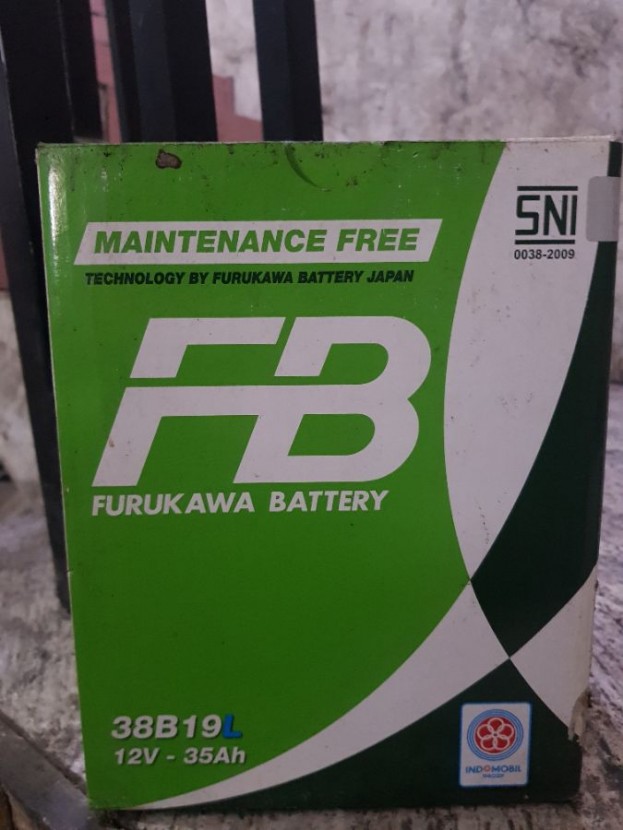 SNI
0038-2009
MAINTENANCE FREE
TECHNOLOGY BY FURUKAWA BATTERY JAPAN
FB
FURUKAWA BATTERY
38B19L
12V - 35Ah
INDOMOBIL